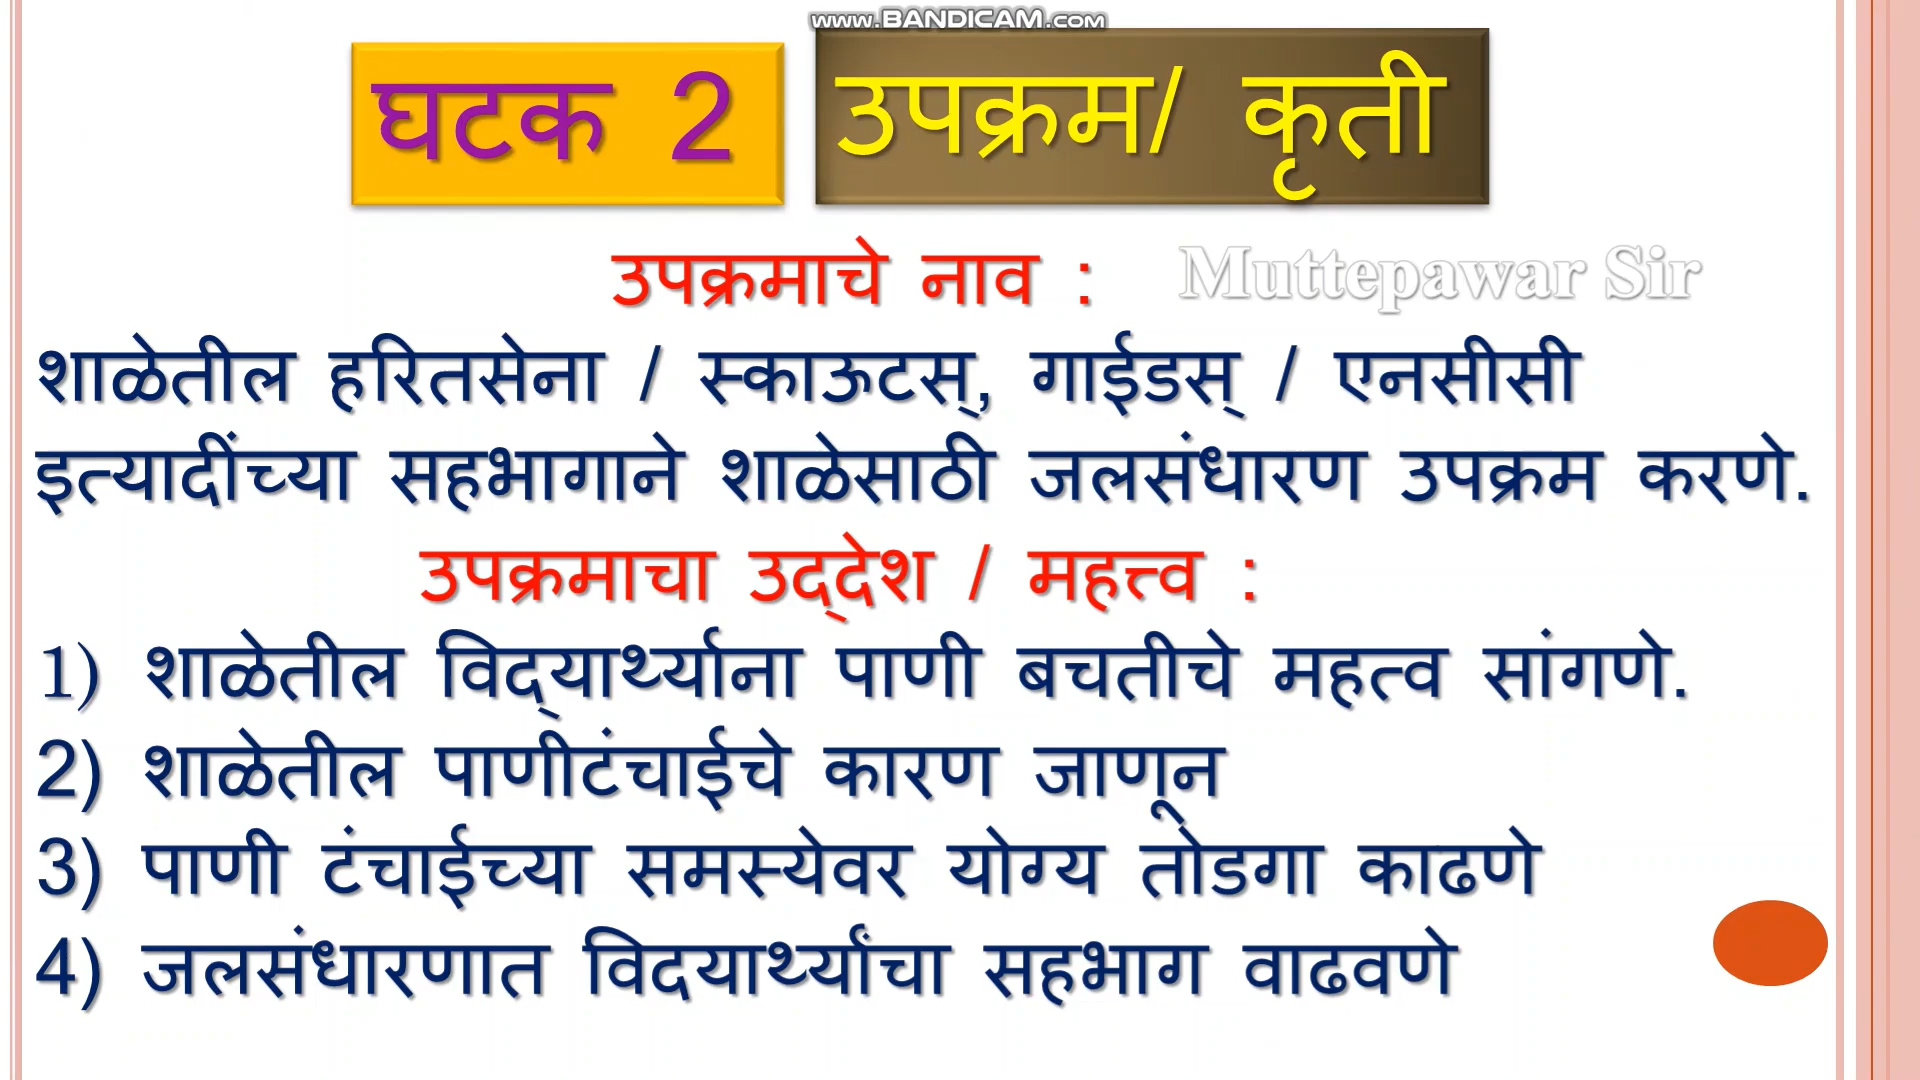 www.BANDICAM.com
घटक 2 उपक्रम/ कृती
उपक्रमाचे नाव : Muttepawar Sir
शाळेतील हरितसेना / स्काऊटस्, गाईडस् / एनसीसी
इत्यादींच्या सहभागाने शाळेसाठी जलसंधारण उपक्रम करणे.
उपक्रमाचा उद्‌देश / महत्त्व :
1) शाळेतील विद्‌यार्थ्याना पाणी बचतीचे महत्व सांगणे.
2) शाळेतील पाणीटंचाईचे कारण जाणून
3) पाणी टंचाईच्या समस्येवर योग्य तोडगा काढणे
4) जलसंधारणात विदयार्थ्यांचा सहभाग वाढवणे